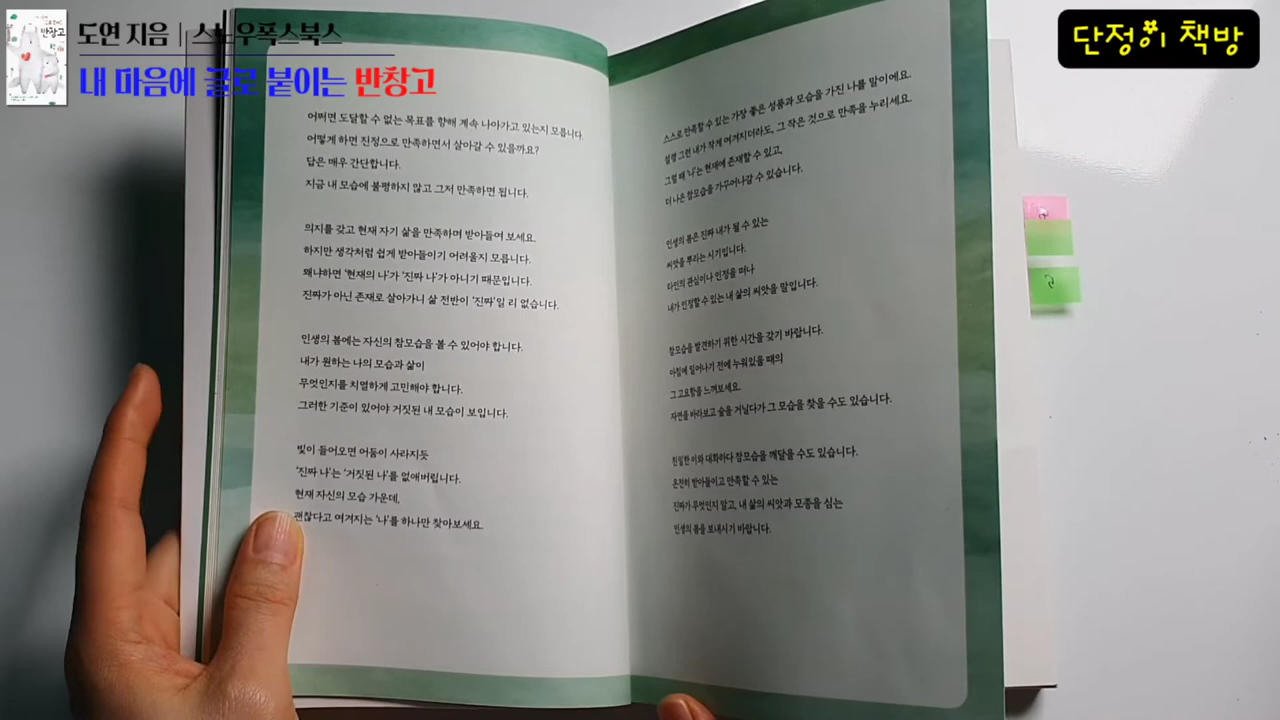 반창고
도연 지음 | 스노우폭스북스
내 마음에 글로 붙이는 반창고
단정이 책방
어쩌면 도달할 수 없는 목표를 향해 계속 나아가고 있는지 모릅니다.
어떻게 하면 진정으로 만족하면서 살아갈 수 있을까요?
답은 매우 간단합니다.
지금 내 모습에 불평하지 않고 그저 만족하면 됩니다.
의지를 갖고 현재 자기 삶을 만족하며 받아들여 보세요.
하지만 생각처럼 쉽게 받아들이기 어려울지 모릅니다.
왜냐하면 '현재의 나'가 '진짜 나'가 아니기 때문입니다.
진짜가 아닌 존재로 살아가니 삶 전반이 '진짜'일 리 없습니다.
인생의 봄에는 자신의 참모습을 볼 수 있어야 합니다.
내가 원하는 나의 모습과 삶이
무엇인지를 치열하게 고민해야 합니다.
그러한 기준이 있어야 거짓된 내 모습이 보입니다.
빛이 들어오면 어둠이 사라지듯
'진짜 나'는 '거짓된 나'를 없애버립니다.
현재 자신의 모습 가운데,
괜찮다고 여겨지는 '나'를 하나만 찾아보세요.
스스로 만족할 수 있는 가장 좋은 성품과 모습을 가진 나를 말이에요.
설령 그런 내가 작게 여겨지더라도, 그 작은 것으로 만족을 누리세요.
그럴 때 '나'는 현재에 존재할 수 있고,
더 나은 참모습을 가꾸어나갈 수 있습니다.
인생의 봄은 진짜 내가 될 수 있는
씨앗을 뿌리는 시기입니다.
타인의 관심이나 인정을 떠나
내가 인정할 수 있는 내 삶의 씨앗을 말입니다.
참모습을 발견하기 위한 시간을 갖기 바랍니다.
아침에 일어나기 전에 누워있을 때의
그 고요함을 느껴보세요.
자연을 바라보고 숲을 거닐다가 그 모습을 찾을 수도 있습니다.
친밀한 이와 대화하다 참모습을 깨달을 수도 있습니다.
온전히 받아들이고 만족할 수 있는
진짜가 무엇인지 알고, 내 삶의 씨앗과 모종을 심는
인생의 봄을 보내시기 바랍니다.